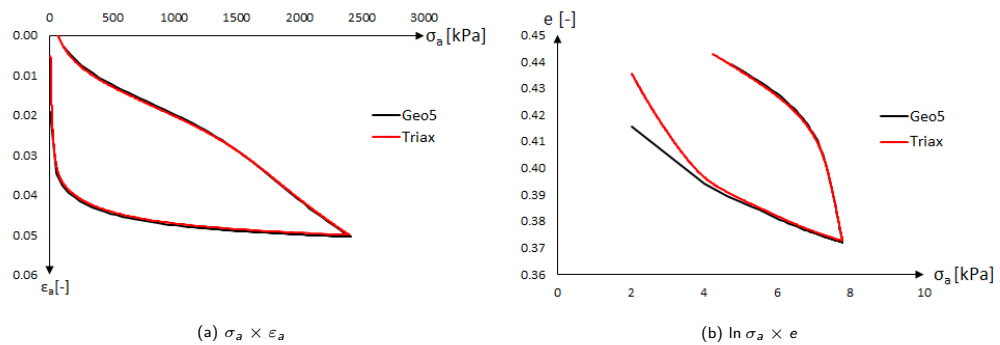 0 500 1000 1500 2000 2500 3000
σa [kPa]
0.00
0.01
0.02
0.03
0.04
0.05
0.06
εa [-]
Geo5
Triax
(a) σa × εa
e [-]
0.45
0.44
0.43
0.42
0.41
0.40
0.39
0.38
0.37
0.36
0 2 4 6 8 10
σa [kPa]
Geo5
Triax
(b) ln σa × e